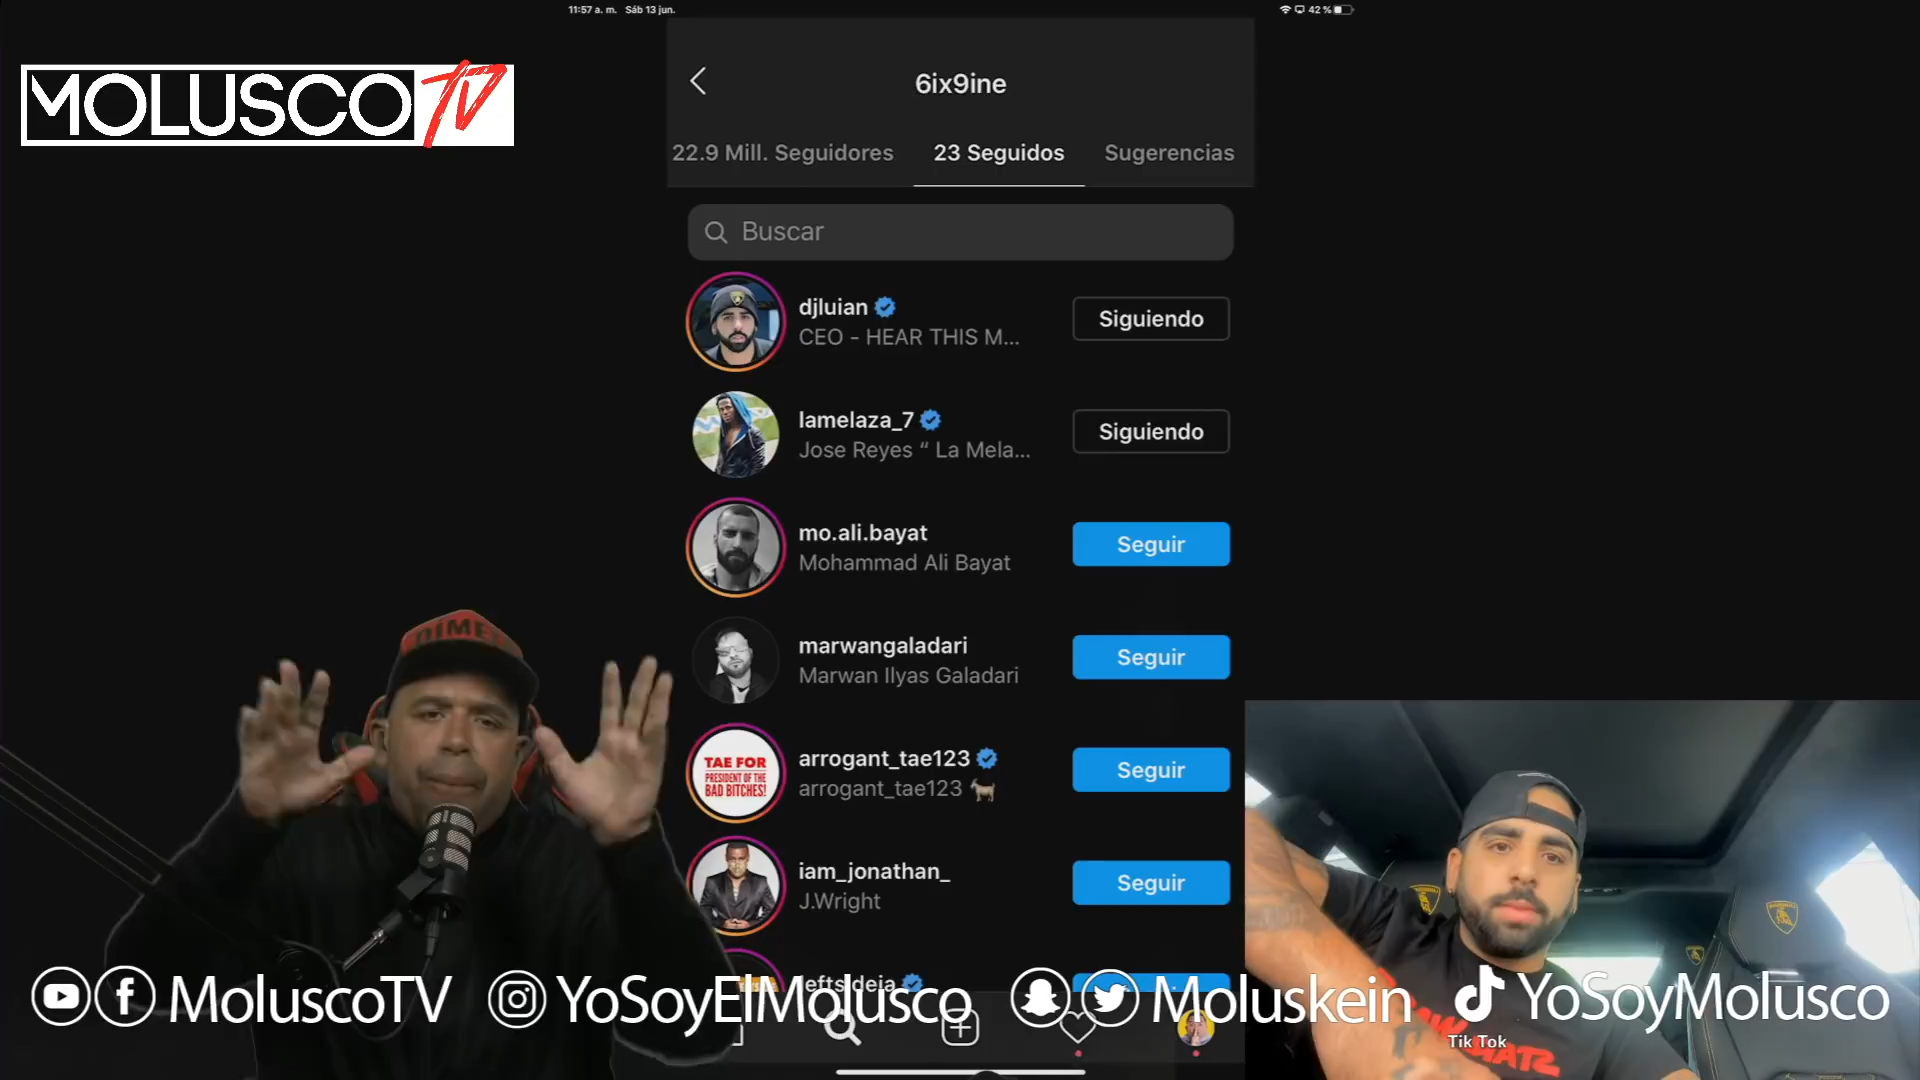 11:57 a. m. Sáb 13 jun.
42 %
MOLUSCO TV
6ix9ine
22.9 Mill. Seguidores
23 Seguidos
Sugerencias
Buscar
djluian
CEO - HEAR THIS M...
Siguiendo
lamelaza_7
Jose Reyes “ La Mela...
Siguiendo
mo.ali.bayat
Mohammad Ali Bayat
Seguir
marwangaladari
Marwan Ilyas Galadari
Seguir
TAE FOR
PRESIDENT OF THE
BAD BITCHES!
arrogant_tae123
arrogant_tae123
Seguir
iam_jonathan_
J.Wright
Seguir
MoluscoTV
YoSoyElMolusco
Moluskein
YoSoyMolusco
Tik Tok